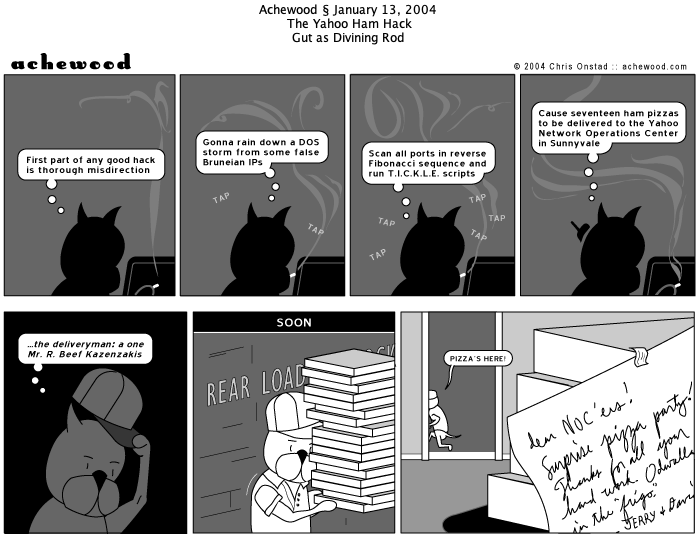 Achewood § January 13, 2004
The Yahoo Ham Hack
Gut as Divining Rod
achewood
© 2004 Chris Onstad :: achewood.com
First part of any good hack
is thorough misdirection
Gonna rain down a DOS
storm from some false
Bruneian IPs
TAP
TAP
Scan all ports in reverse
Fibonacci sequence and
run T.I.C.K.L.E. scripts
TAP
TAP
TAP
TAP
TAP
Cause seventeen ham pizzas
to be delivered to the Yahoo
Network Operations Center
in Sunnyvale
...the deliveryman: a one
Mr. R. Beef Kazenzakis
SOON
REAR LOAD
CK
PIZZA'S HERE!
dear NOC'ers!
Surprise pizza party!
Thanks for all your
hard work. Odwalla
in the "frigo."
-JERRY + Davi